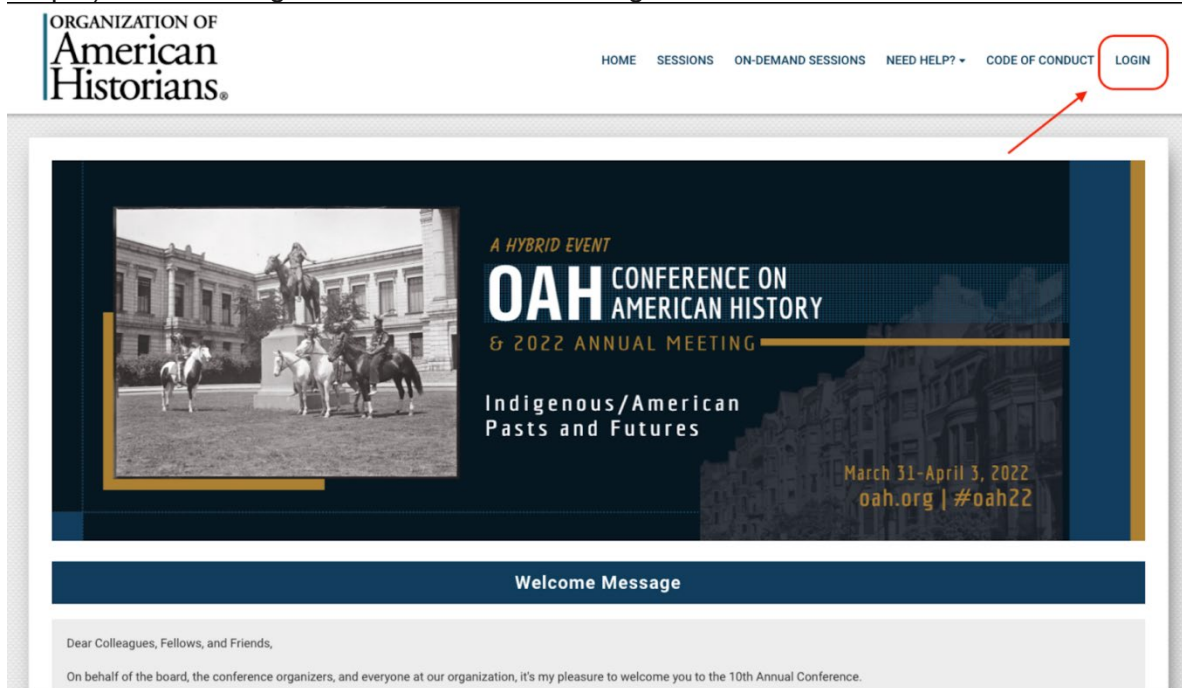 ORGANIZATION OF
American
Historians®
HOME SESSIONS ON-DEMAND SESSIONS NEED HELP? CODE OF CONDUCT LOGIN
A HYBRID EVENT
OAH CONFERENCE ON
AMERICAN HISTORY
& 2022 ANNUAL MEETING
Indigenous/American
Pasts and Futures
March 31-April 3, 2022
oah.org | #oah22
Welcome Message
Dear Colleagues, Fellows, and Friends,
On behalf of the board, the conference organizers, and everyone at our organization, it's my pleasure to welcome you to the 10th Annual Conference.